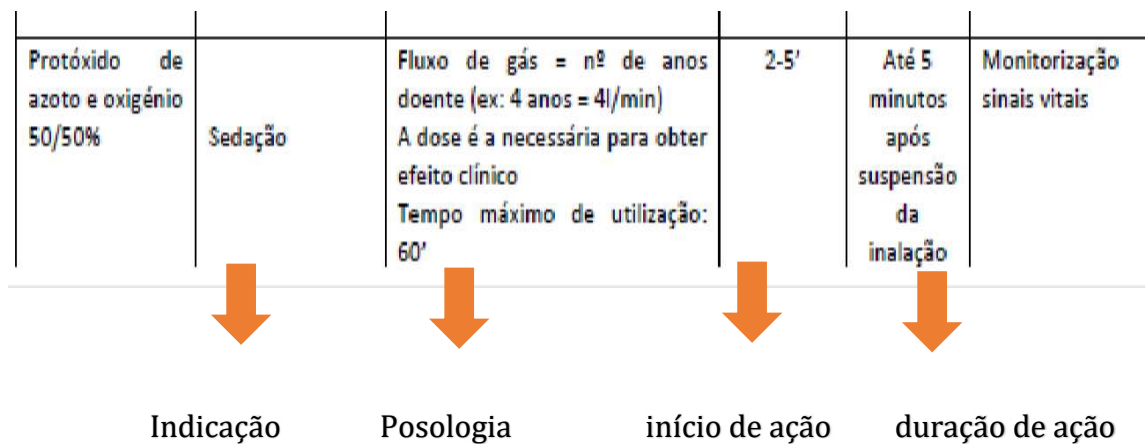 Protóxido de
azoto e oxigénio
50/50%
Sedação
Fluxo de gás = nº de anos
doente (ex: 4 anos = 4l/min)
A dose é a necessária para obter
efeito clínico
Tempo máximo de utilização:
60’
2-5’
Até 5
minutos
após
suspensão
da
inalação
Monitorização
sinais vitais
Indicação Posologia início de ação duração de ação